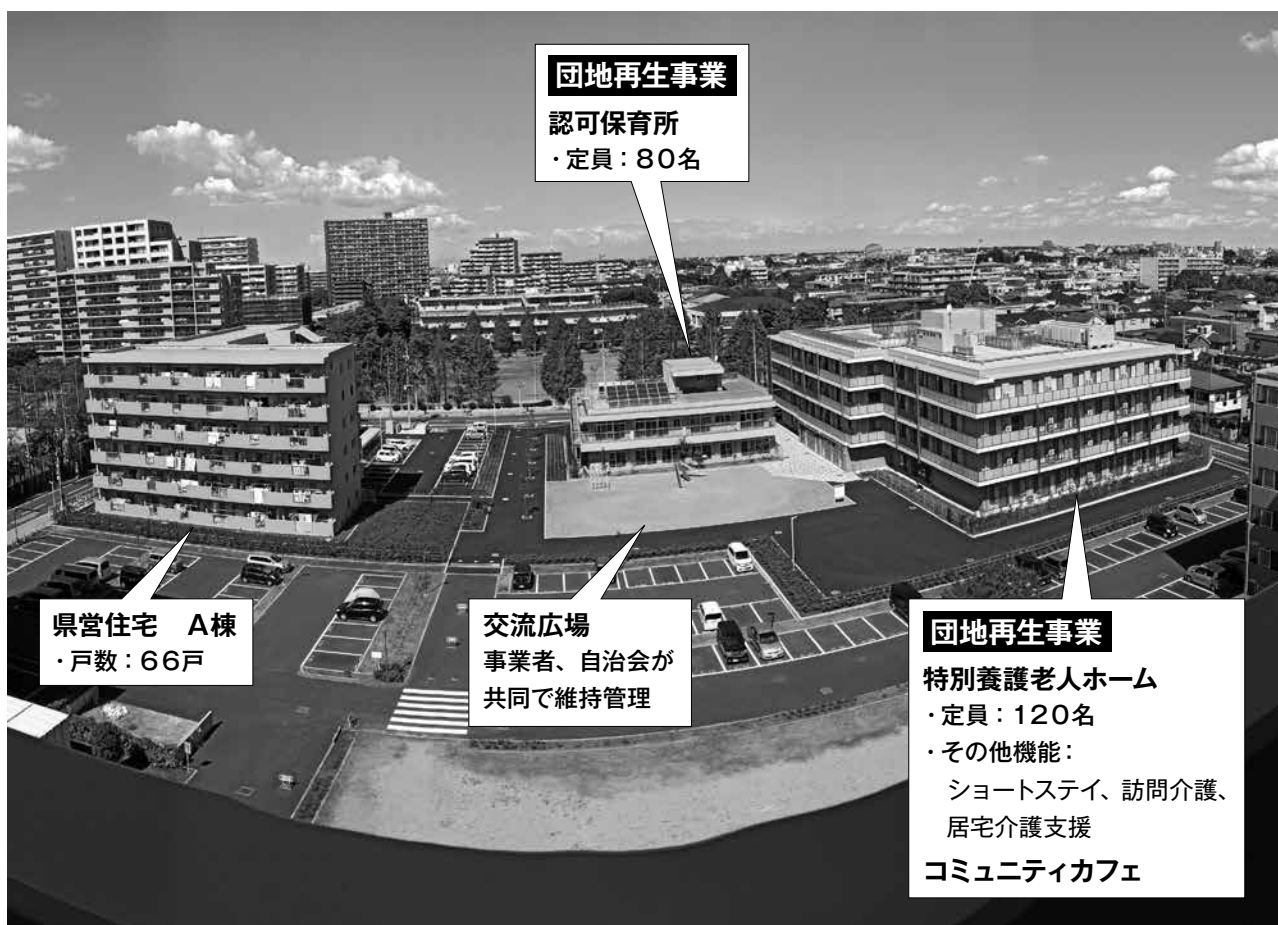 団地再生事業
認可保育所
・定員：80名
県営住宅　A棟
・戸数：66戸
交流広場
事業者、自治会が
共同で維持管理
団地再生事業
特別養護老人ホーム
・定員：120名
・その他機能：
ショートステイ、訪問介護、
居宅介護支援
コミュニティカフェ